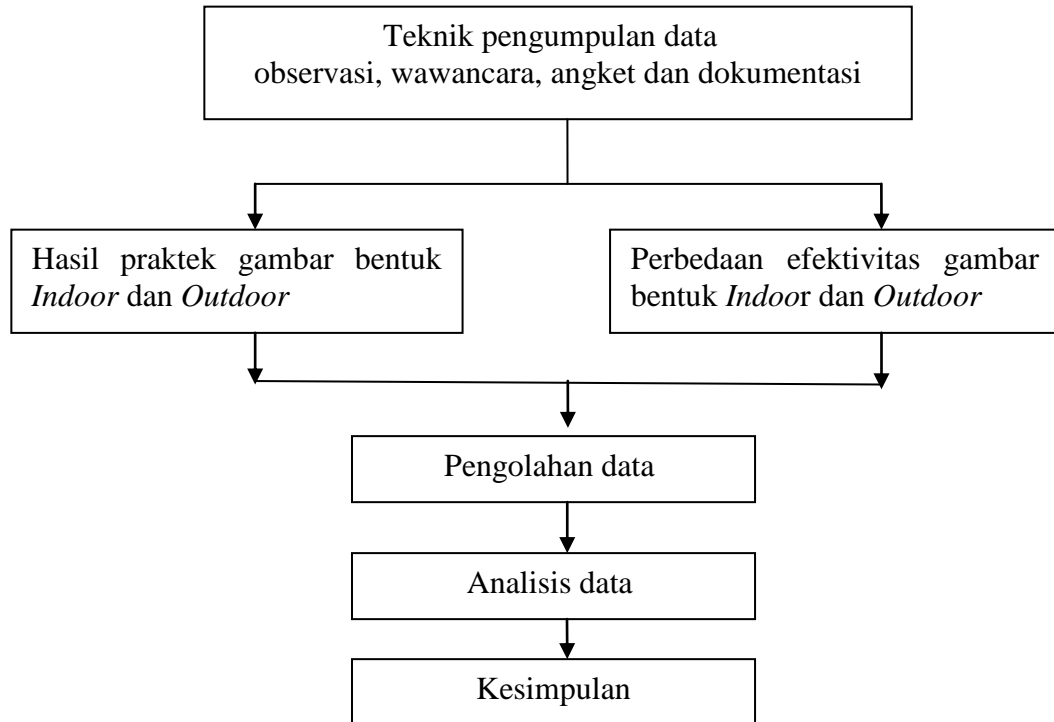 Teknik pengumpulan data
observasi, wawancara, angket dan dokumentasi
Hasil praktek gambar bentuk
Indoor dan Outdoor
Perbedaan efektivitas gambar
bentuk Indoor dan Outdoor
Pengolahan data
Analisis data
Kesimpulan